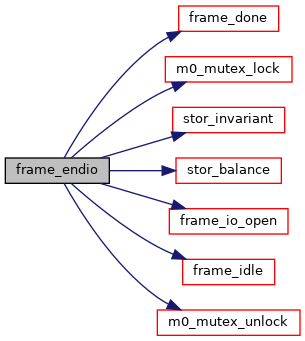 frame_done
m0_mutex_lock
stor_invariant
frame_endio
stor_balance
frame_io_open
frame_idle
m0_mutex_unlock